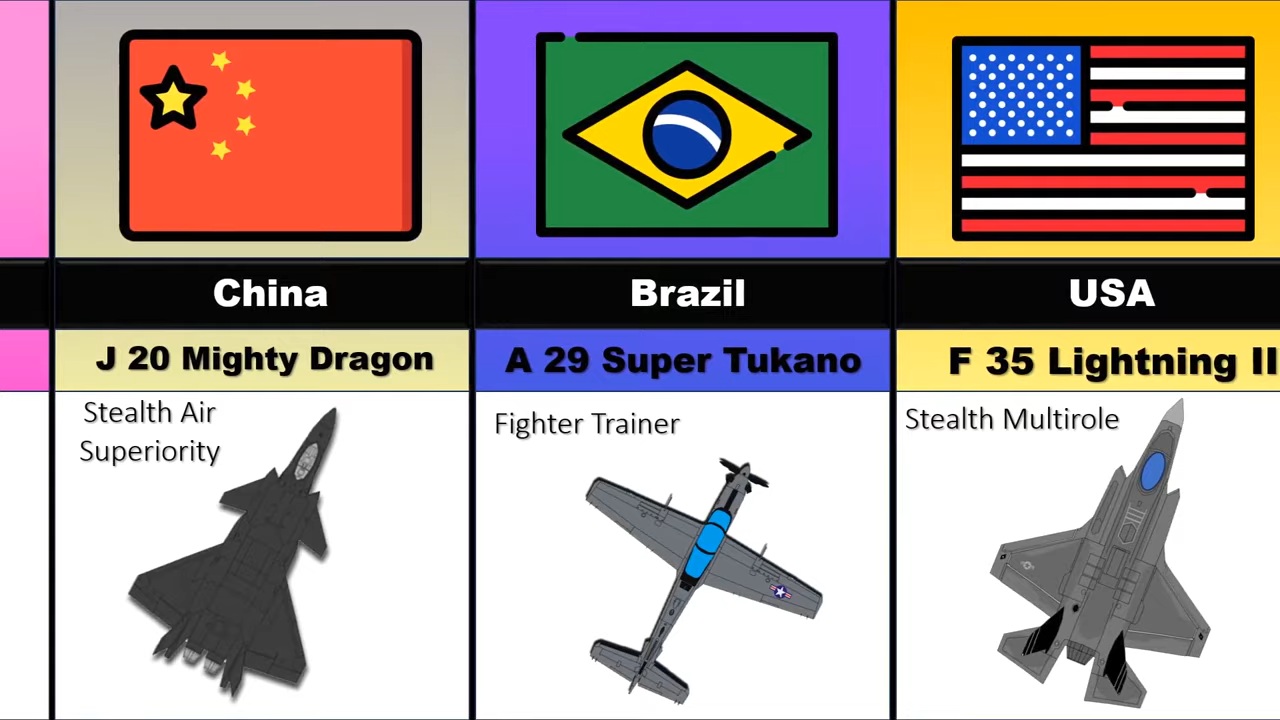 China
J 20 Mighty Dragon
Stealth Air
Superiority
Brazil
A 29 Super Tukano
Fighter Trainer
USA
F 35 Lightning II
Stealth Multirole